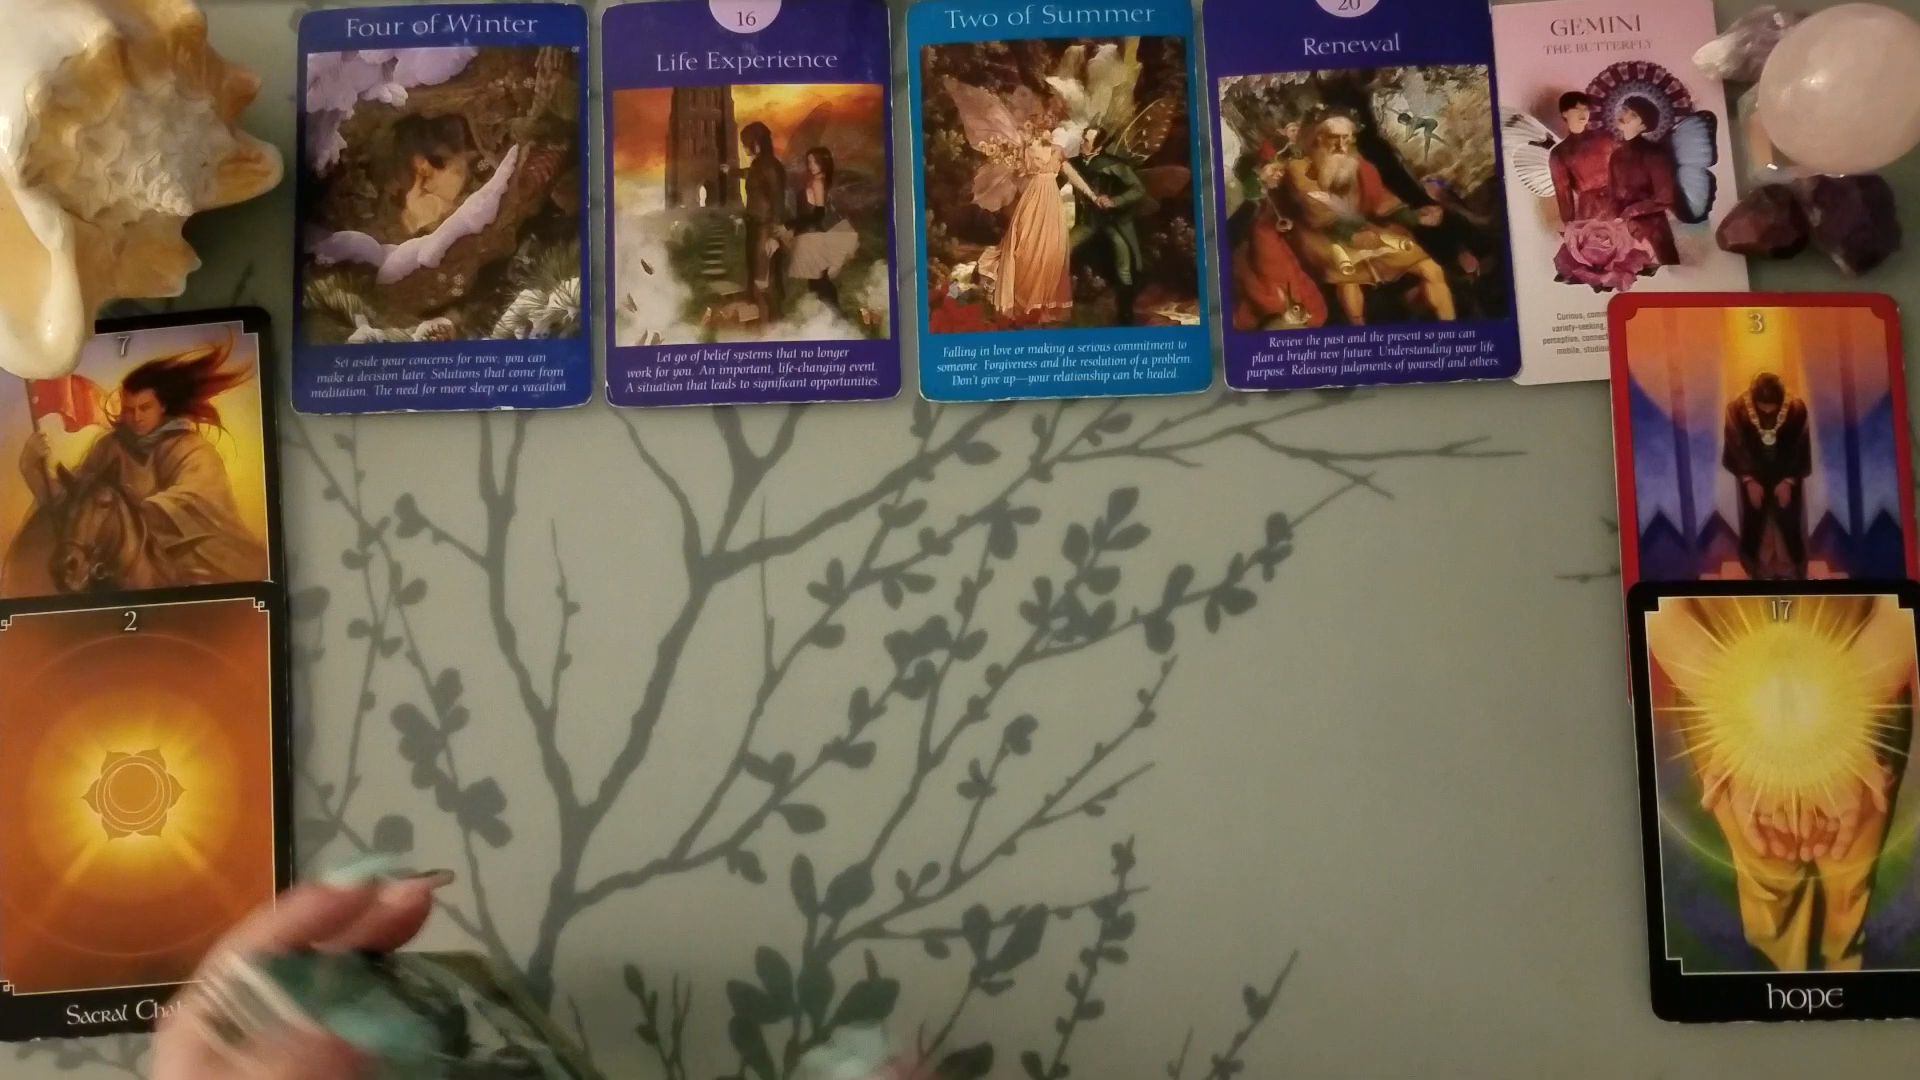 Four of Winter
Set aside your concerns for now; you can
make a decision later. Solutions that come from
meditation. The need for more sleep or a vacation.
16
Life Experience
Let go of belief systems that no longer
work for you. An important, life-changing event.
A situation that leads to significant opportunities.
Two of Summer
Falling in love or making a serious commitment to
someone. Forgiveness and the resolution of a problem.
Don't give up—your relationship can be healed.
20
Renewal
Review the past and the present so you can
plan a bright new future. Understanding your life
purpose. Releasing judgments of yourself and others.
GEMINI
THE BUTTERFLY
Curious,
variety-seeking,
perceptive,
mobile,
7
2
Sacral
3
17
hope